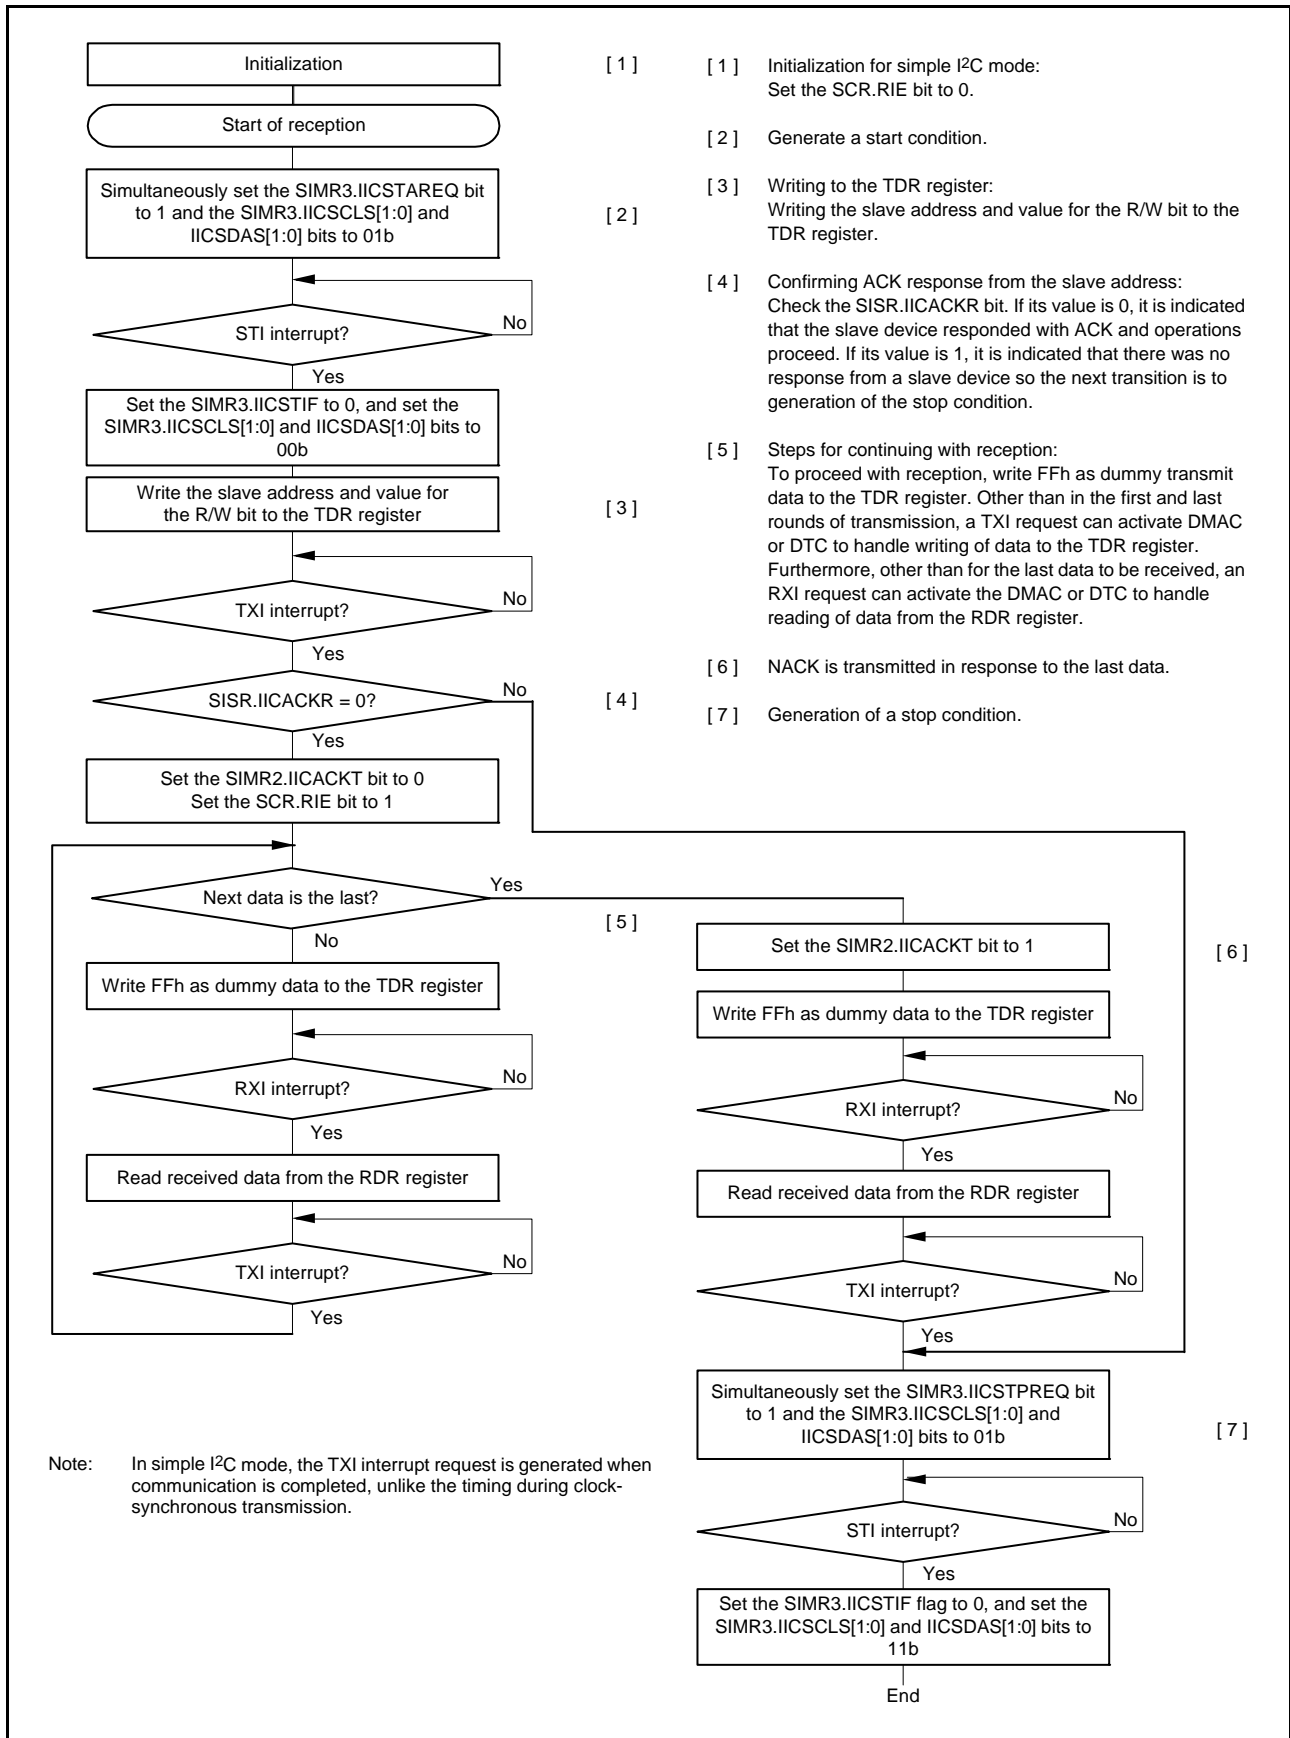 Initialization
[ 1 ]
Start of reception
Simultaneously set the SIMR3.IICSTAREQ bit
to 1 and the SIMR3.IICSCLS[1:0] and
IICSDAS[1:0] bits to 01b
[ 2 ]
STI interrupt?
No
Yes
Set the SIMR3.IICSTIF to 0, and set the
SIMR3.IICSCLS[1:0] and IICSDAS[1:0] bits to
00b
Write the slave address and value for
the R/W bit to the TDR register
[ 3 ]
TXI interrupt?
No
Yes
SISR.IICACKR = 0?
No
[ 4 ]
Yes
Set the SIMR2.IICACKT bit to 0
Set the SCR.RIE bit to 1
Next data is the last?
Yes
[ 5 ]
No
Write FFh as dummy data to the TDR register
RXI interrupt?
No
Yes
Read received data from the RDR register
TXI interrupt?
No
Yes
[ 1 ] Initialization for simple I2C mode:
Set the SCR.RIE bit to 0.
[ 2 ] Generate a start condition.
[ 3 ] Writing to the TDR register:
Writing the slave address and value for the R/W bit to the
TDR register.
[ 4 ] Confirming ACK response from the slave address:
Check the SISR.IICACKR bit. If its value is 0, it is indicated
that the slave device responded with ACK and operations
proceed. If its value is 1, it is indicated that there was no
response from a slave device so the next transition is to
generation of the stop condition.
[ 5 ] Steps for continuing with reception:
To proceed with reception, write FFh as dummy transmit
data to the TDR register. Other than in the first and last
rounds of transmission, a TXI request can activate DMAC
or DTC to handle writing of data to the TDR register.
Furthermore, other than for the last data to be received, an
RXI request can activate the DMAC or DTC to handle
reading of data from the RDR register.
[ 6 ] NACK is transmitted in response to the last data.
[ 7 ] Generation of a stop condition.
Set the SIMR2.IICACKT bit to 1
[ 6 ]
Write FFh as dummy data to the TDR register
RXI interrupt?
No
Yes
Read received data from the RDR register
TXI interrupt?
No
Yes
Simultaneously set the SIMR3.IICSTPREQ bit
to 1 and the SIMR3.IICSCLS[1:0] and
IICSDAS[1:0] bits to 01b
[ 7 ]
STI interrupt?
No
Yes
Set the SIMR3.IICSTIF flag to 0, and set the
SIMR3.IICSCLS[1:0] and IICSDAS[1:0] bits to
11b
End
Note: In simple I2C mode, the TXI interrupt request is generated when
communication is completed, unlike the timing during clock-
synchronous transmission.